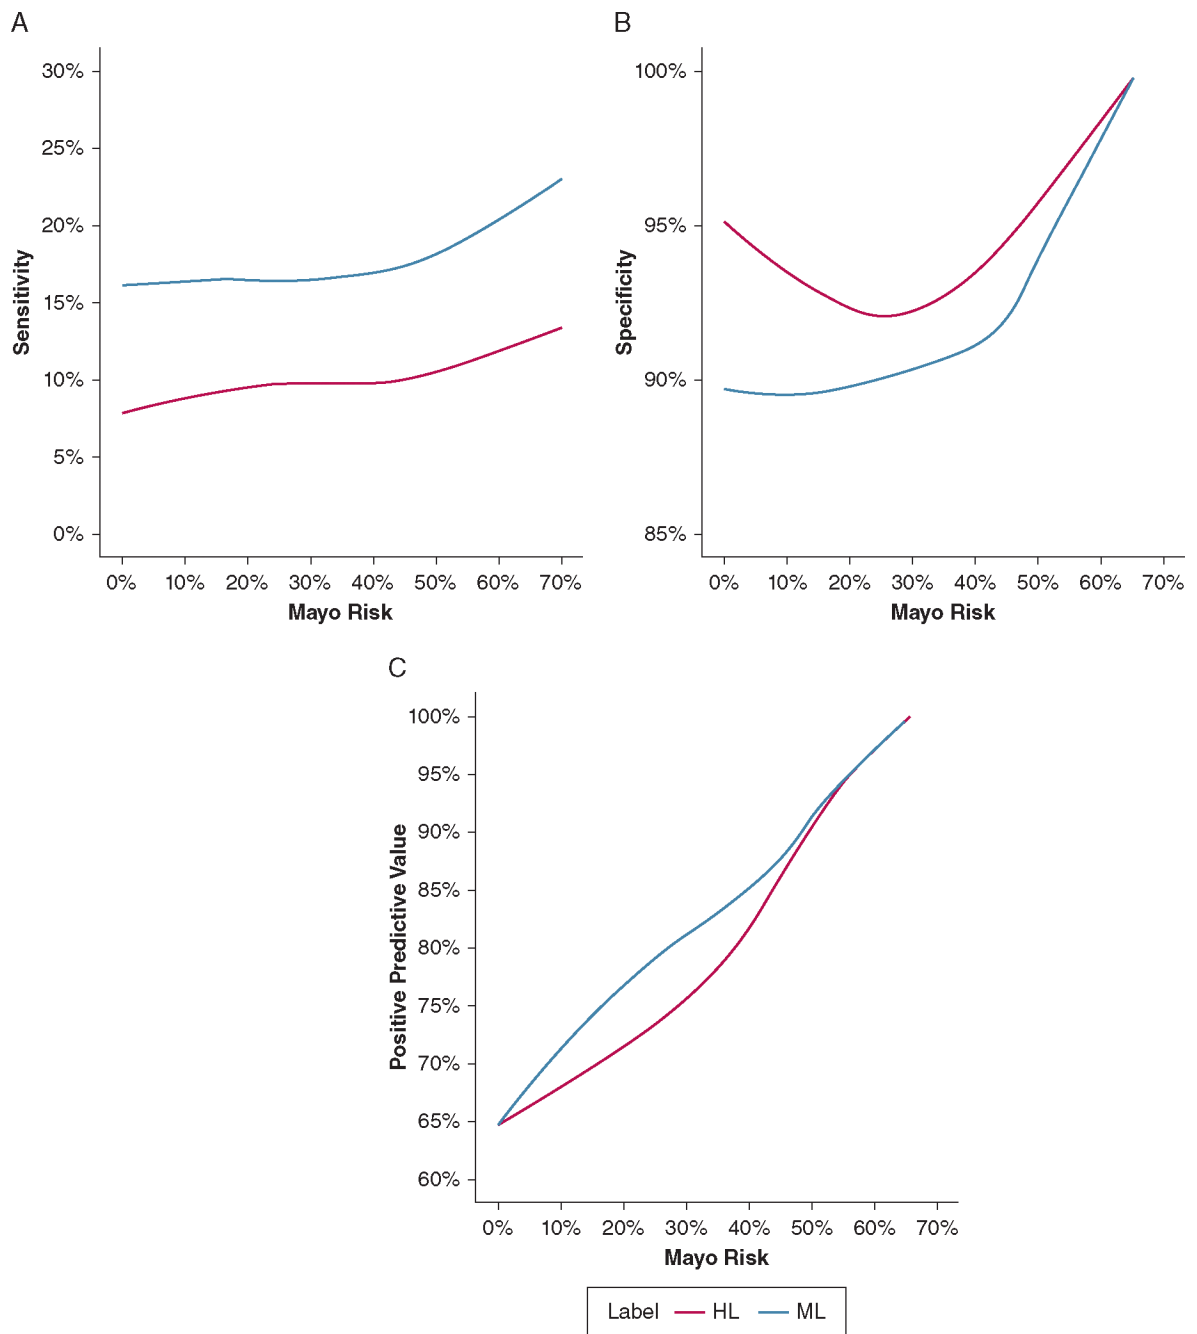 A
30%
25%
20%
15%
10%
5%
0%
Sensitivity
0% 10% 20% 30% 40% 50% 60% 70%
Mayo Risk
B
100%
95%
90%
85%
Specificity
0% 10% 20% 30% 40% 50% 60% 70%
Mayo Risk
C
100%
95%
90%
85%
80%
75%
70%
65%
60%
Positive Predictive Value
0% 10% 20% 30% 40% 50% 60% 70%
Mayo Risk
Label HL ML